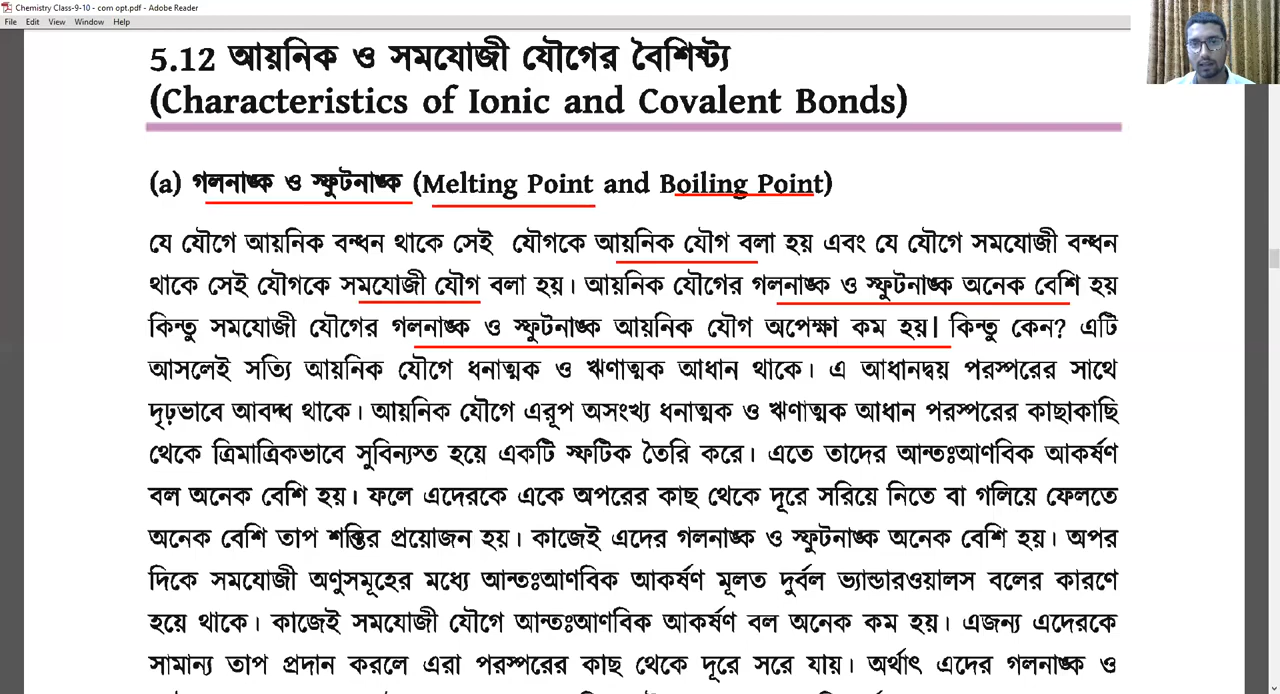 Chemistry Class-9-10 - com opt.pdf - Adobe Reader
File Edit View Window Help
5.12 আয়নিক ও সমযোজী যৌগের বৈশিষ্ট্য
(Characteristics of Ionic and Covalent Bonds)
(a) গলনাঙ্ক ও স্ফুটনাঙ্ক (Melting Point and Boiling Point)
যে যৌগে আয়নিক বন্ধন থাকে সেই যৌগকে আয়নিক যৌগ বলা হয় এবং যে যৌগে সমযোজী বন্ধন
থাকে সেই যৌগকে সমযোজী যৌগ বলা হয়। আয়নিক যৌগের গলনাঙ্ক ও স্ফুটনাঙ্ক অনেক বেশি হয়
কিন্তু সমযোজী যৌগের গলনাঙ্ক ও স্ফুটনাঙ্ক আয়নিক যৌগ অপেক্ষা কম হয়। কিন্তু কেন? এটি
আসলেই সত্যি আয়নিক যৌগে ধনাত্মক ও ঋণাত্মক আধান থাকে। এ আধানদ্বয় পরস্পরের সাথে
দৃঢ়ভাবে আবদ্ধ থাকে। আয়নিক যৌগে এরূপ অসংখ্য ধনাত্মক ও ঋণাত্মক আধান পরস্পরের কাছাকাছি
থেকে ত্রিমাত্রিকভাবে সুবিন্যস্ত হয়ে একটি স্ফটিক তৈরি করে। এতে তাদের আন্তঃআণবিক আকর্ষণ
বল অনেক বেশি হয়। ফলে এদেরকে একে অপরের কাছ থেকে দূরে সরিয়ে নিতে বা গলিয়ে ফেলতে
অনেক বেশি তাপ শক্তির প্রয়োজন হয়। কাজেই এদের গলনাঙ্ক ও স্ফুটনাঙ্ক অনেক বেশি হয়। অপর
দিকে সমযোজী অণুসমূহের মধ্যে আন্তঃআণবিক আকর্ষণ মূলত দুর্বল ভ্যান্ডারওয়ালস বলের কারণে
হয়ে থাকে। কাজেই সমযোজী যৌগে আন্তঃআণবিক আকর্ষণ বল অনেক কম হয়। এজন্য এদেরকে
সামান্য তাপ প্রদান করলে এরা পরস্পরের কাছ থেকে দূরে সরে যায়। অর্থাৎ এদের গলনাঙ্ক ও